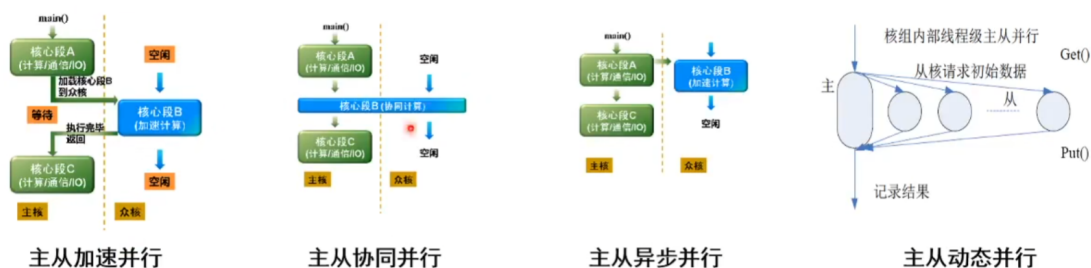 main()
核心段A
(计算/通信/IO)
空闲
加载核心段B
到众核
等待
核心段B
(加速计算)
执行完毕
返回
核心段C
(计算/通信/IO)
空闲
主核
众核
主从加速并行
main()
核心段A
(计算/通信/IO)
空闲
核心段B(协同计算)
核心段C
(计算/通信/IO)
空闲
主核
众核
主从协同并行
main()
核心段A
(计算/通信/IO)
空闲
核心段B
(加速计算)
核心段C
(计算/通信/IO)
空闲
主核
众核
主从异步并行
核组内部线程级主从并行
Get()
从核请求初始数据
主
从
Put()
记录结果
主从动态并行